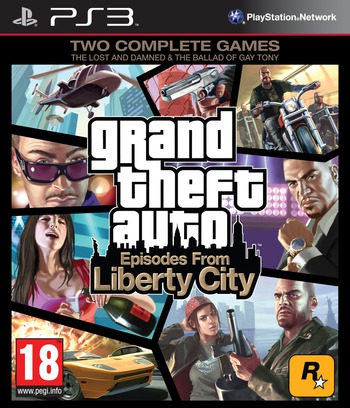 PS3
PlayStation®Network
TWO COMPLETE GAMES
THE LOST AND DAMNED & THE BALLAD OF GAY TONY
grand
theft
auto
Episodes From
Liberty City
18
www.pegi.info
R